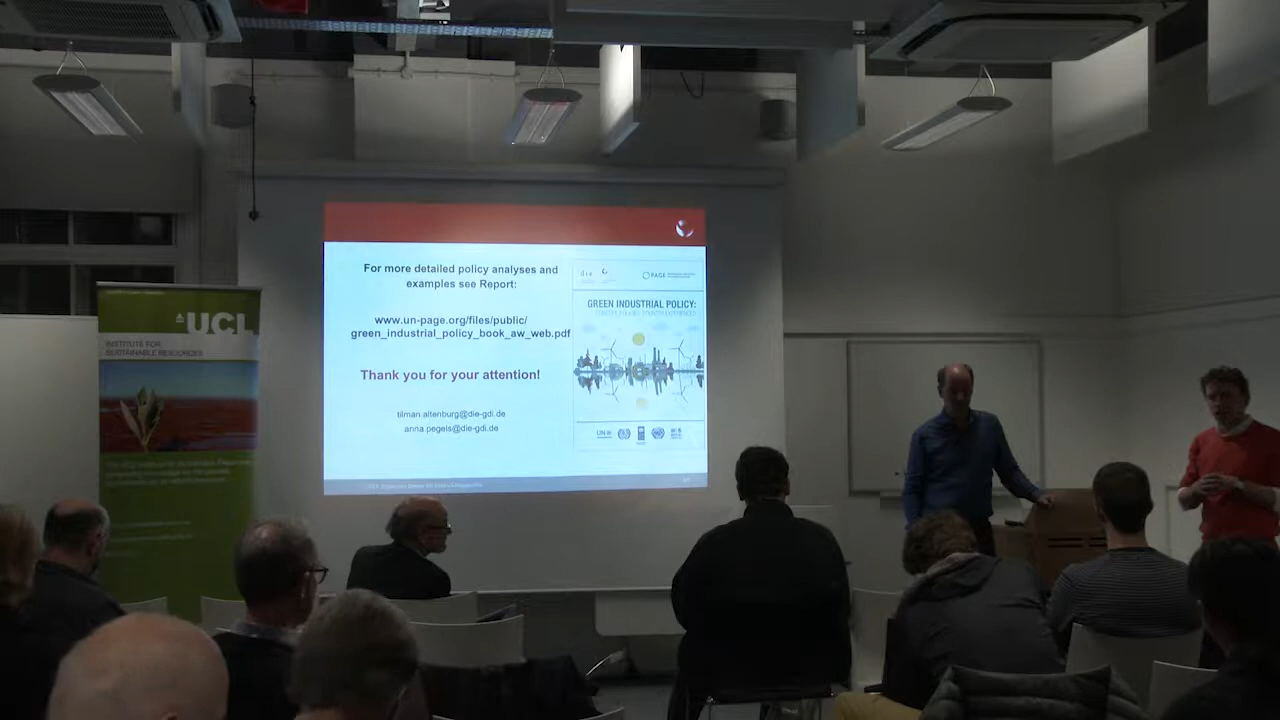 For more detailed policy analyses and
examples see Report:
www.un-page.org/files/public/
green_industrial_policy_book_aw_web.pdf
Thank you for your attention!
tilman.altenburg@die-gdi.de
anna.pegels@die-gdi.de
die
PAGE
GREEN INDUSTRIAL POLICY:
UCL
INSTITUTE FOR
SUSTAINABLE RESOURCES